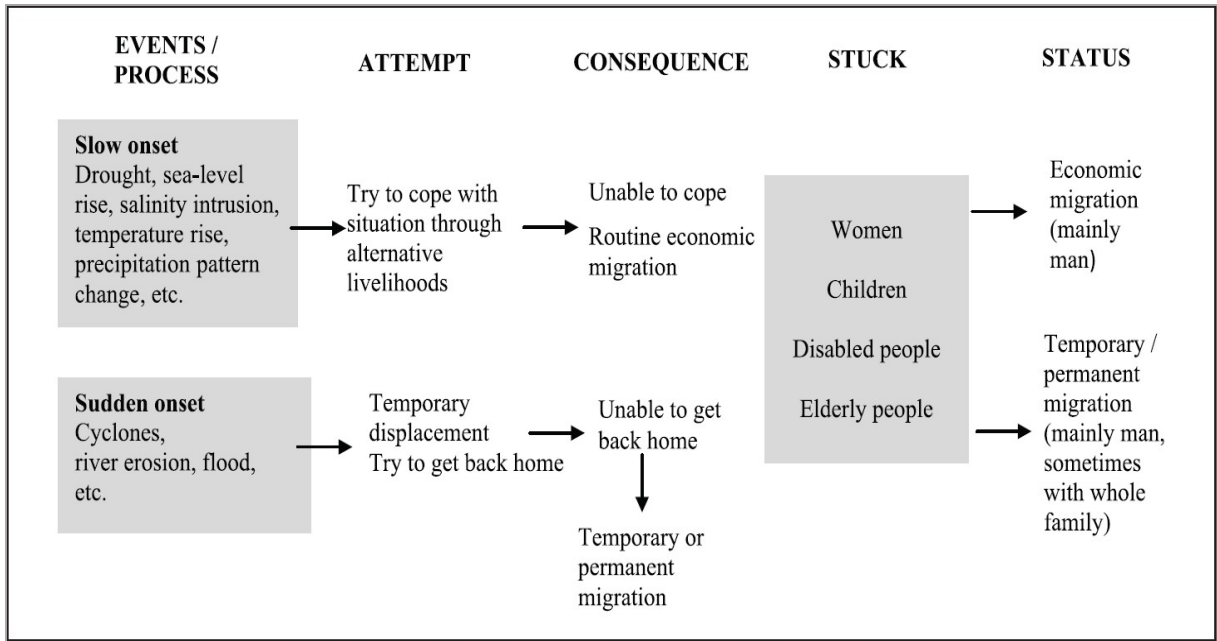 EVENTS /
PROCESS
ATTEMPT
CONSEQUENCE
STUCK
STATUS
Slow onset
Drought, sea-level
rise, salinity intrusion,
temperature rise,
precipitation pattern
change, etc.
Try to cope with
situation through
alternative
livelihoods
Unable to cope
Routine economic
migration
Women
Children
Disabled people
Elderly people
Economic
migration
(mainly
man)
Sudden onset
Cyclones,
river erosion, flood,
etc.
Temporary
displacement
Try to get back home
Unable to get
back home
Temporary or
permanent
migration
Temporary /
permanent
migration
(mainly man,
sometimes
with whole
family)